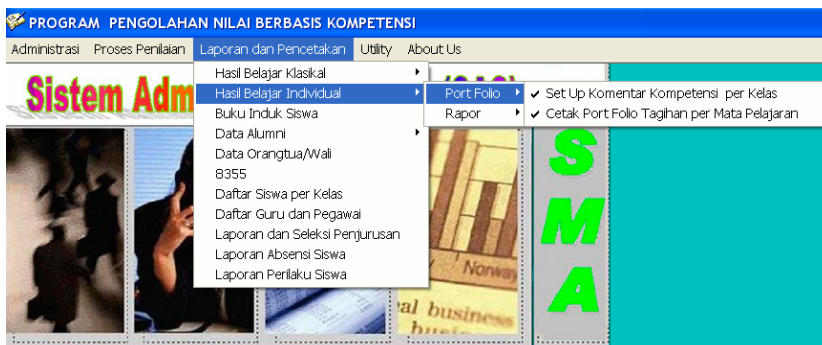 PROGRAM PENGOLAHAN NILAI BERBASIS KOMPETENSI
Administrasi Proses Penilaian Laporan dan Pencetakan Utility About Us
Sistem Adm
Hasil Belajar Klasikal
Hasil Belajar Individual
Buku Induk Siswa
Data Alumni
Data Orangtua/Wali
8355
Daftar Siswa per Kelas
Daftar Guru dan Pegawai
Laporan dan Seleksi Penjurusan
Laporan Absensi Siswa
Laporan Perilaku Siswa
Port Folio
Rapor
Set Up Komentar Kompetensi per Kelas
Cetak Port Folio Tagihan per Mata Pelajaran
S
M
A
Norway
al business